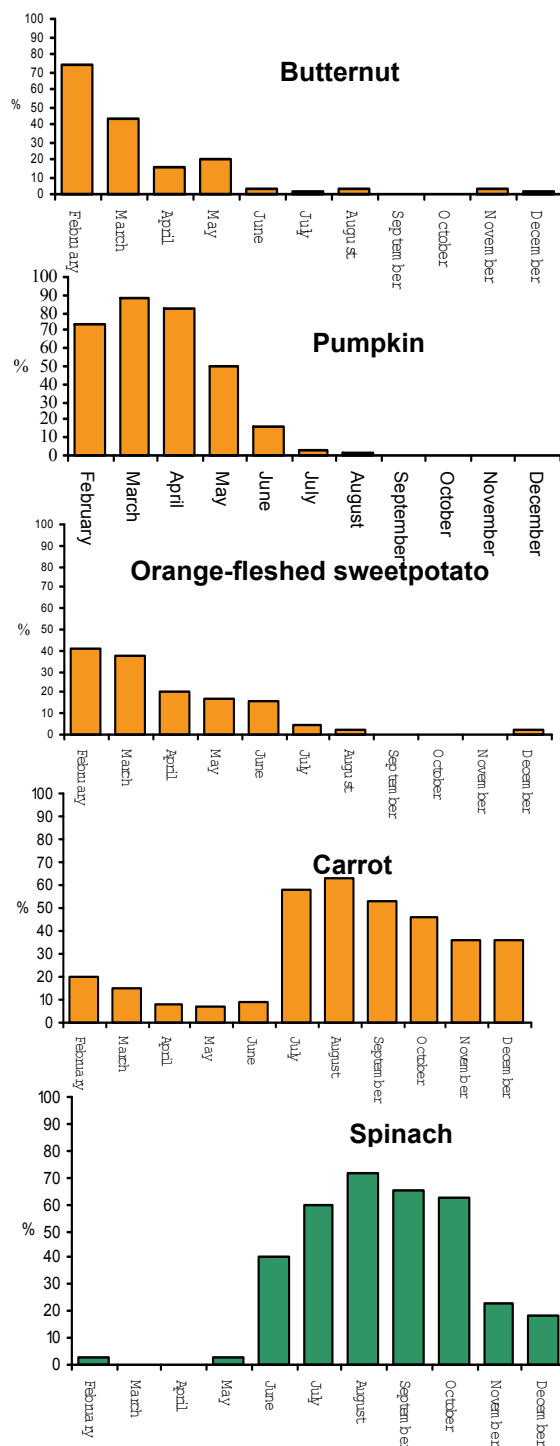 Butternut
%
100
90
80
70
60
50
40
30
20
10
0
February
March
April
May
June
July
August
September
October
November
December
Pumpkin
%
100
90
80
70
60
50
40
30
20
10
0
February
March
April
May
June
July
August
September
October
November
December
Orange-fleshed sweetpotato
%
100
90
80
70
60
50
40
30
20
10
0
February
March
April
May
June
July
August
September
October
November
December
Carrot
%
100
90
80
70
60
50
40
30
20
10
0
February
March
April
May
June
July
August
September
October
November
December
Spinach
%
100
90
80
70
60
50
40
30
20
10
0
February
March
April
May
June
July
August
September
October
November
December